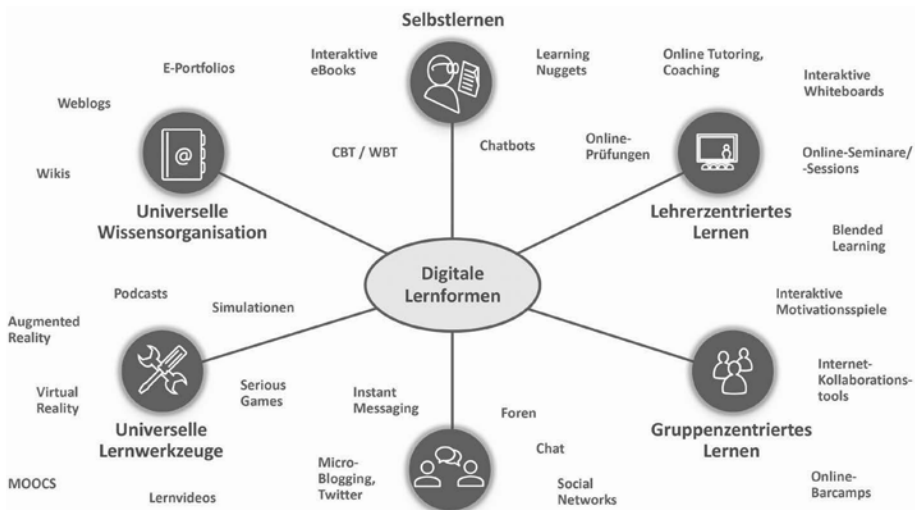 Selbstlernen
E-Portfolios
Weblogs
Wikis
@
Universelle
Wissensorganisation
Interaktive
eBooks
CBT / WBT
Learning
Nuggets
Chatbots
Online Tutoring,
Coaching
Interaktive
Whiteboards
Online-
Prüfungen
Online-Seminare/
-Sessions
Lehrerzentriertes
Lernen
Blended
Learning
Digitale
Lernformen
Podcasts
Simulationen
Augmented
Reality
Virtual
Reality
Serious
Games
Universelle
Lernwerkzeuge
MOOCS
Lernvideos
Instant
Messaging
Foren
Chat
Micro-
Blogging,
Twitter
Social
Networks
Interaktive
Motivationsspiele
Internet-
Kollaborations-
tools
Gruppenzentriertes
Lernen
Online-
Barcamps